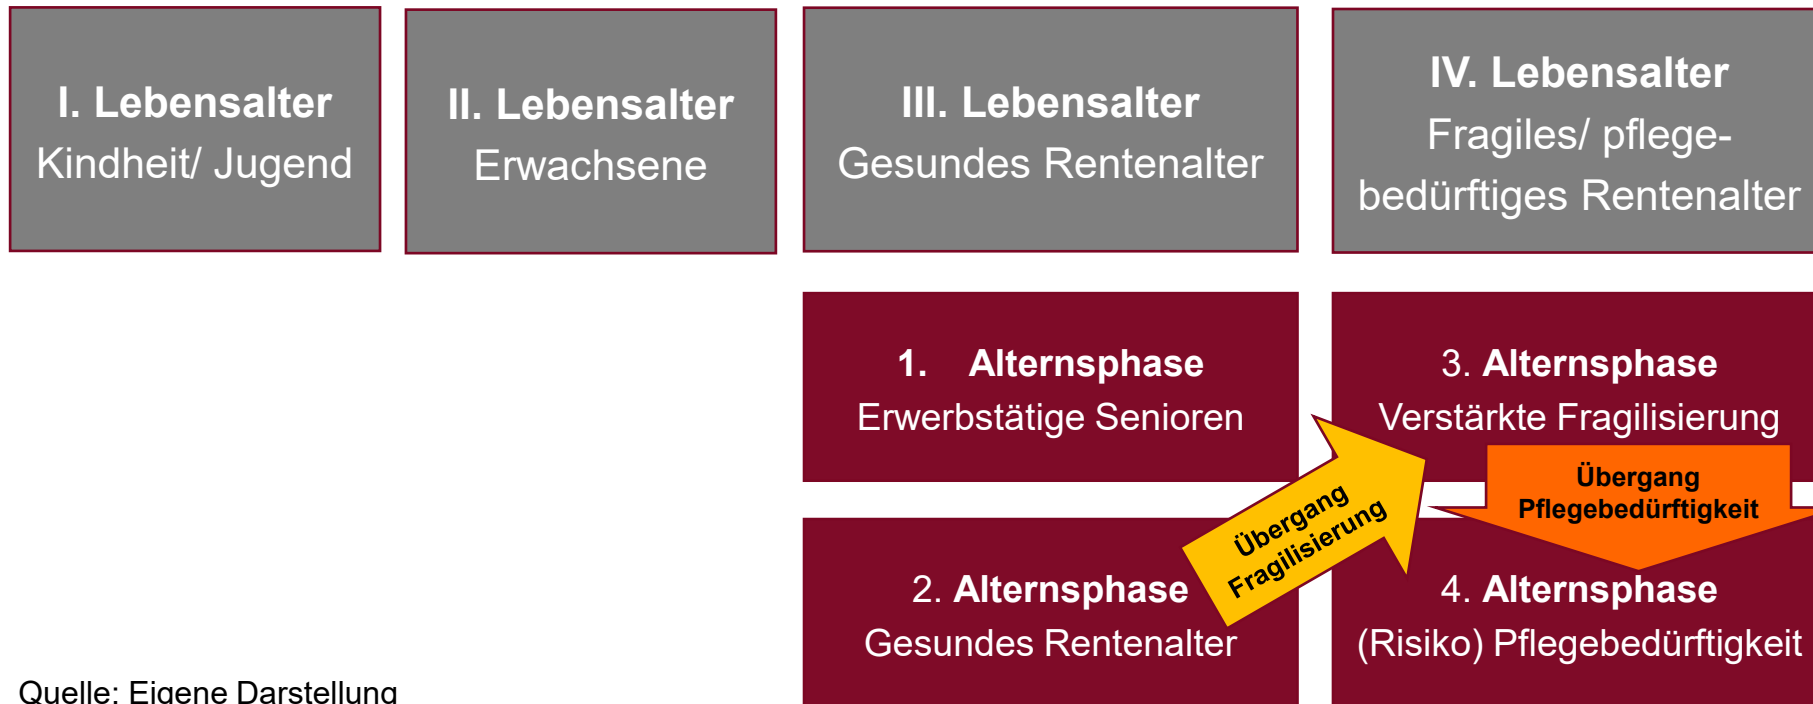 I. Lebensalter
Kindheit/ Jugend
II. Lebensalter
Erwachsene
III. Lebensalter
Gesundes Rentenalter
IV. Lebensalter
Fragiles/ pflege-
bedürftiges Rentenalter
1. Alternsphase
Erwerbstätige Senioren
3. Alternsphase
Verstärkte Fragilisierung
Übergang
Fragilisierung
Übergang
Pflegebedürftigkeit
2. Alternsphase
Gesundes Rentenalter
4. Alternsphase
(Risiko) Pflegebedürftigkeit
Quelle: Eigene Darstellung